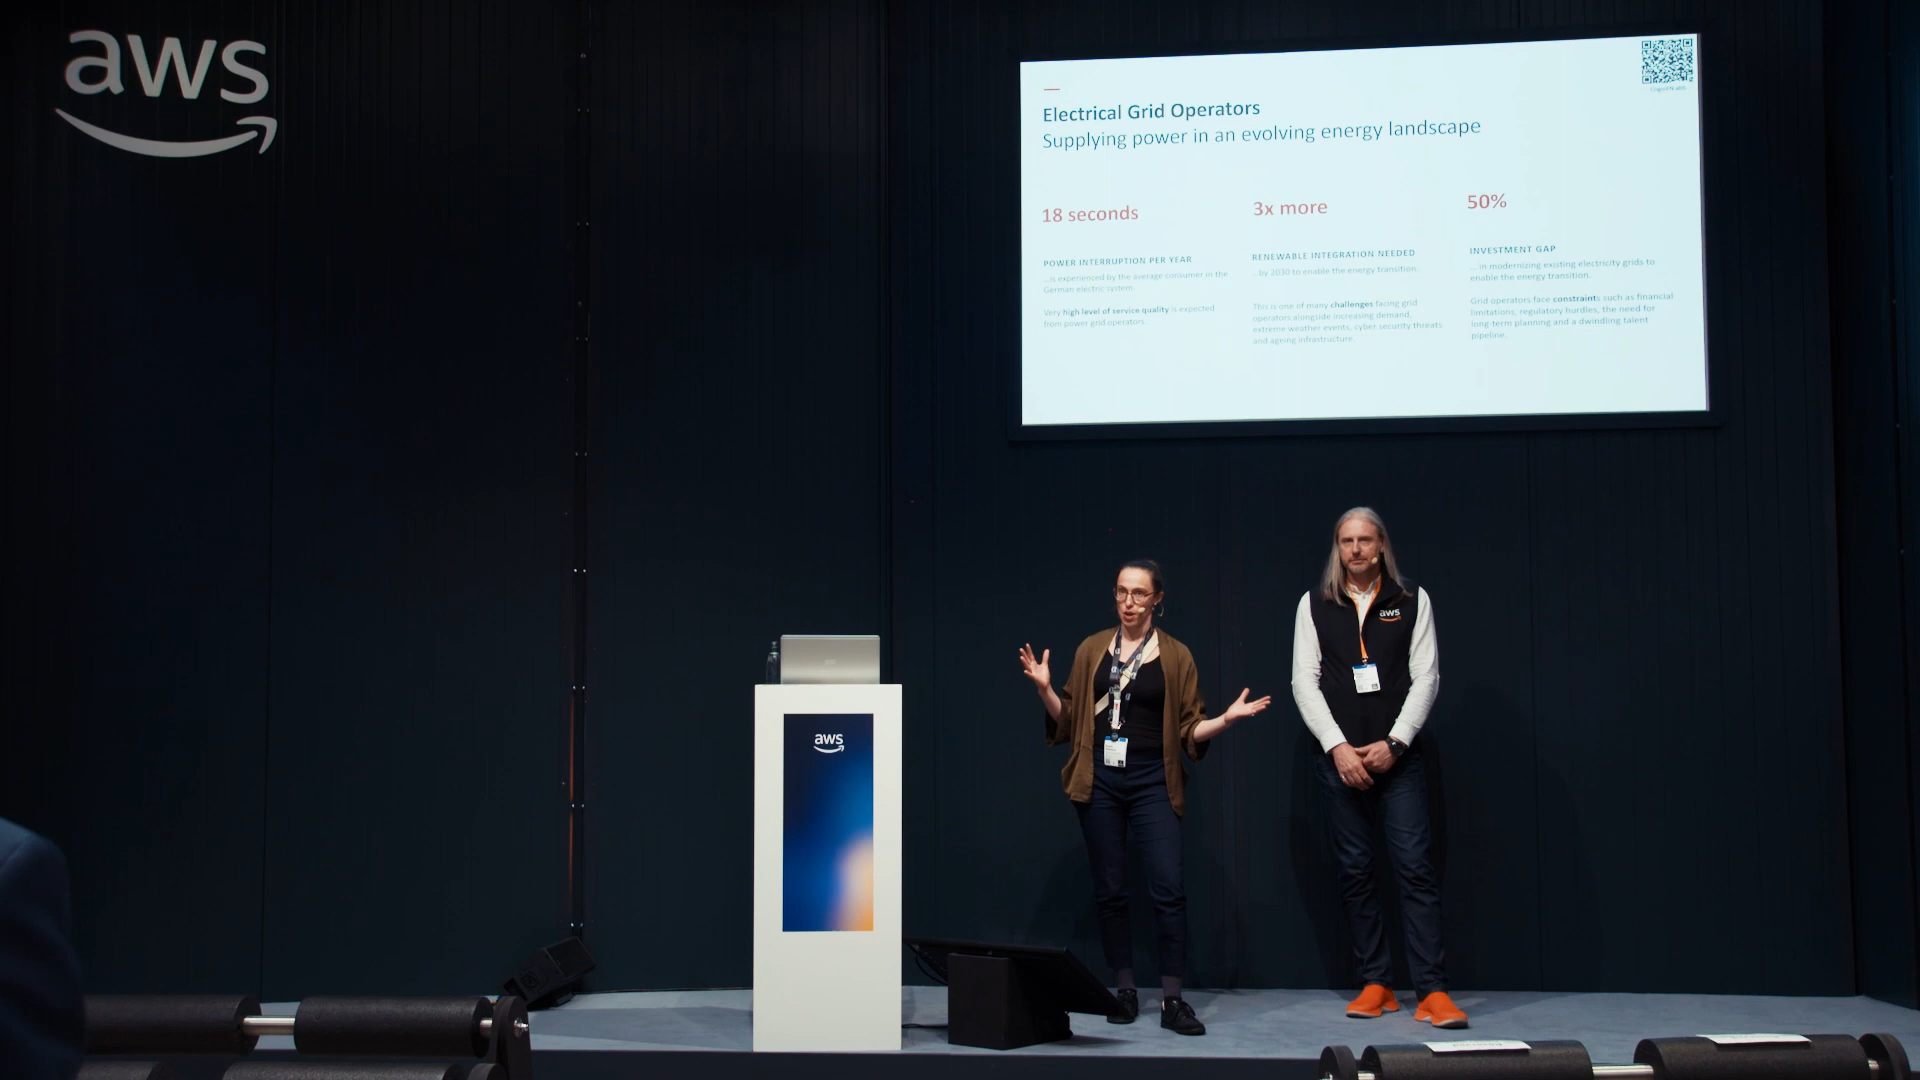 aws
Electrical Grid Operators
Supplying power in an evolving energy landscape
18 seconds
POWER INTERRUPTION PER YEAR
...is experienced by the average consumer in the
German electric system.
Very high level of service quality is expected
from power grid operators.
3x more
RENEWABLE INTEGRATION NEEDED
...by 2030 to enable the energy transition.
This is one of many challenges facing grid
operators alongside increasing demand,
extreme weather events, cyber security threats
and ageing infrastructure.
50%
INVESTMENT GAP
... in modernizing existing electricity grids to
enable the energy transition.
Grid operators face constraints such as financial
limitations, regulatory hurdles, the need for
long-term planning and a dwindling talent
pipeline.
aws
aws